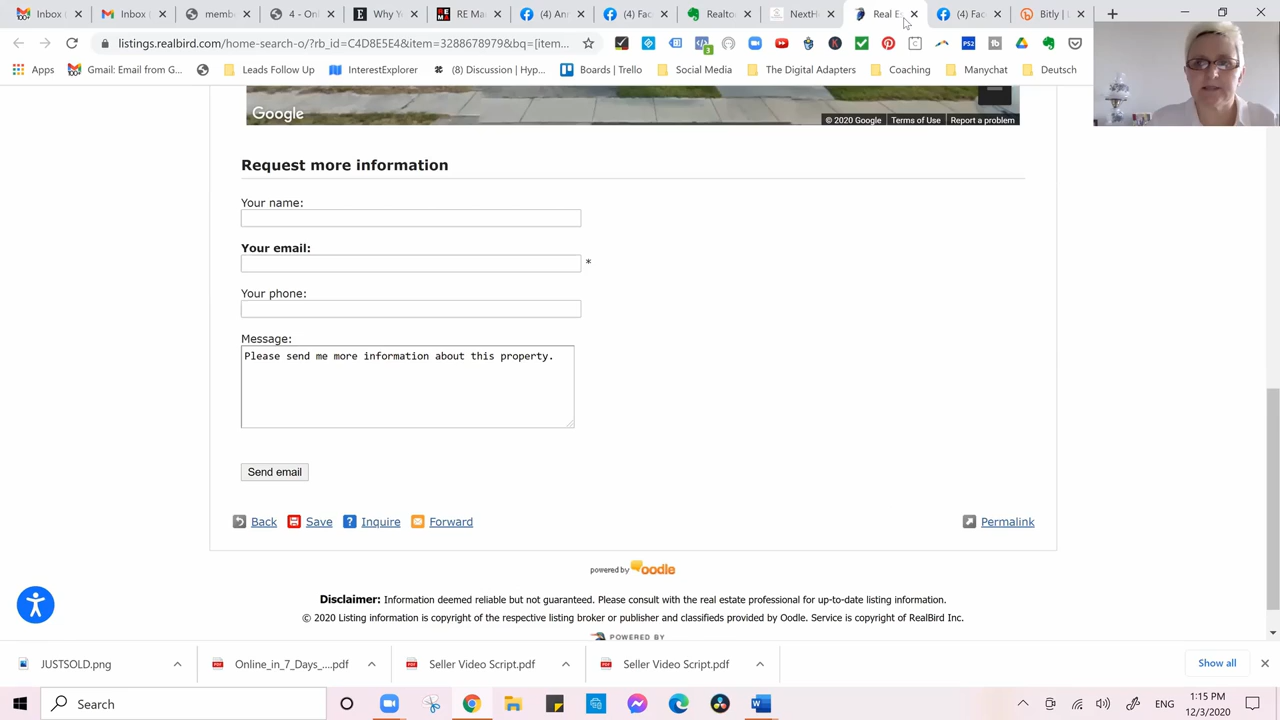 Inbox
memb
4 - Onl
Inbox
Why Y
RE Ma
(4) Ann
(4) Fac
Realto
NextH
Real E
(4) Fac
Bitly | L
listings.realbird.com/home-search-o/?rb_id=C4D8E5E4&item=3288678979&bq=[item...
3
Apps
Gmail: Email from G...
Leads Follow Up
InterestExplorer
(8) Discussion | Hyp...
Boards | Trello
Social Media
The Digital Adapters
Coaching
Manychat
Deutsch
Google
© 2020 Google
Terms of Use
Report a problem
Request more information
Your name:
Your email:
*
Your phone:
Message:
Please send me more information about this property.
Send email
Back
Save
Inquire
Forward
Permalink
powered by oodle
Disclaimer: Information deemed reliable but not guaranteed. Please consult with the real estate professional for up-to-date listing information.
© 2020 Listing information is copyright of the respective listing broker or publisher and classifieds provided by Oodle. Service is copyright of RealBird Inc.
POWERED BY
JUSTSOLD.png
Online_in_7_Days_....pdf
Seller Video Script.pdf
Seller Video Script.pdf
Show all
Search
ENG
1:15 PM
12/3/2020